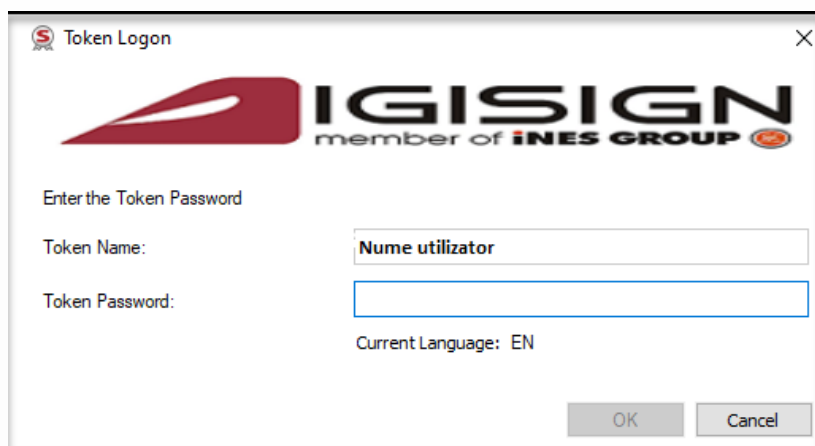 Token Logon
DIGISIGN
member of iNES GROUP
Enter the Token Password
Token Name: Nume utilizator
Token Password:
Current Language: EN
OK Cancel